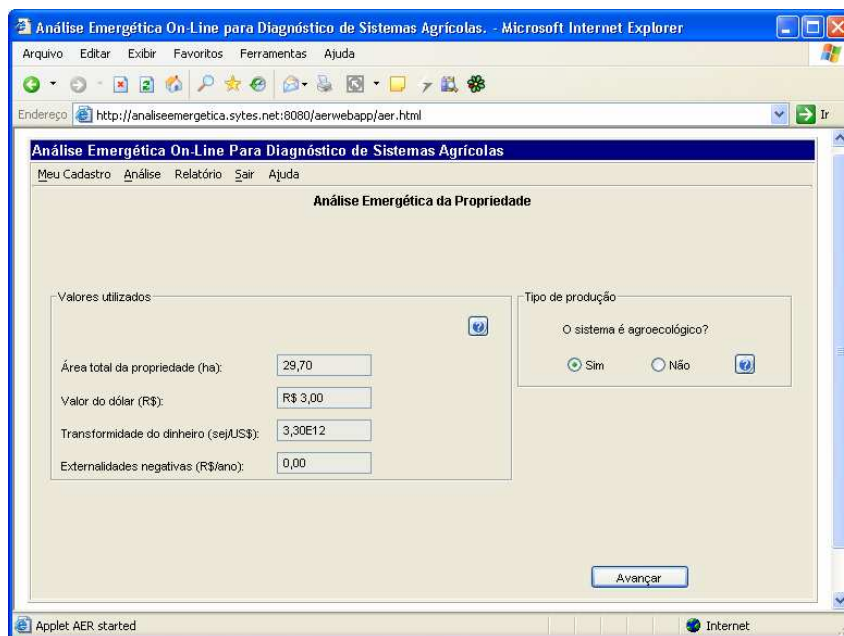 Análise Emergética On-Line para Diagnóstico de Sistemas Agrícolas. - Microsoft Internet Explorer
Arquivo Editar Exibir Favoritos Ferramentas Ajuda
Endereço http://analiseemergetica.sytes.net:8080/aerwebapp/aer.html Ir
Análise Emergética On-Line Para Diagnóstico de Sistemas Agrícolas
Meu Cadastro Análise Relatório Sair Ajuda
Análise Emergética da Propriedade
Valores utilizados
Área total da propriedade (ha): 29,70
Valor do dólar (R$): R$ 3,00
Transformidade do dinheiro (sej/US$): 3,30E12
Externalidades negativas (R$/ano): 0,00
Tipo de produção
O sistema é agroecológico?
Sim Não
Avançar
Applet AER started Internet